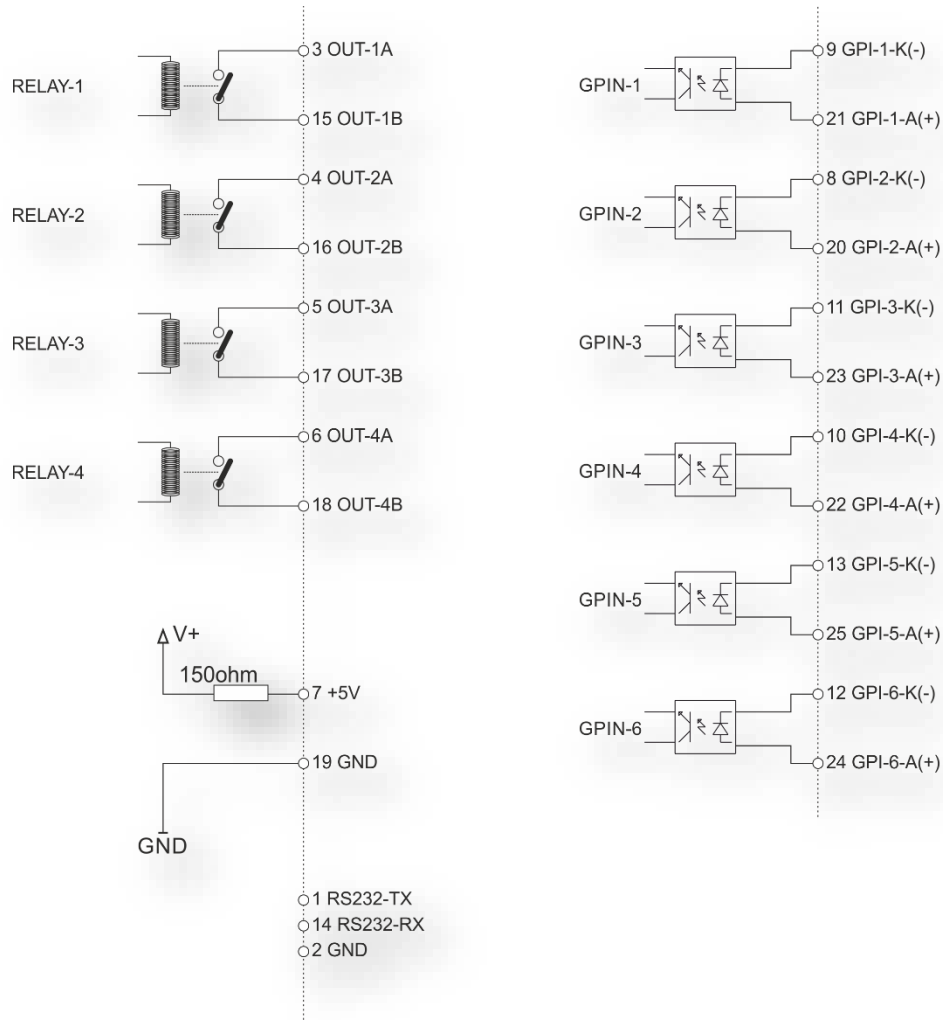 RELAY-1
3 OUT-1A
15 OUT-1B
RELAY-2
4 OUT-2A
16 OUT-2B
RELAY-3
5 OUT-3A
17 OUT-3B
RELAY-4
6 OUT-4A
18 OUT-4B
V+
150ohm
7 +5V
19 GND
GND
1 RS232-TX
14 RS232-RX
2 GND
GPIN-1
9 GPI-1-K(-)
21 GPI-1-A(+)
GPIN-2
8 GPI-2-K(-)
20 GPI-2-A(+)
GPIN-3
11 GPI-3-K(-)
23 GPI-3-A(+)
GPIN-4
10 GPI-4-K(-)
22 GPI-4-A(+)
GPIN-5
13 GPI-5-K(-)
25 GPI-5-A(+)
GPIN-6
12 GPI-6-K(-)
24 GPI-6-A(+)